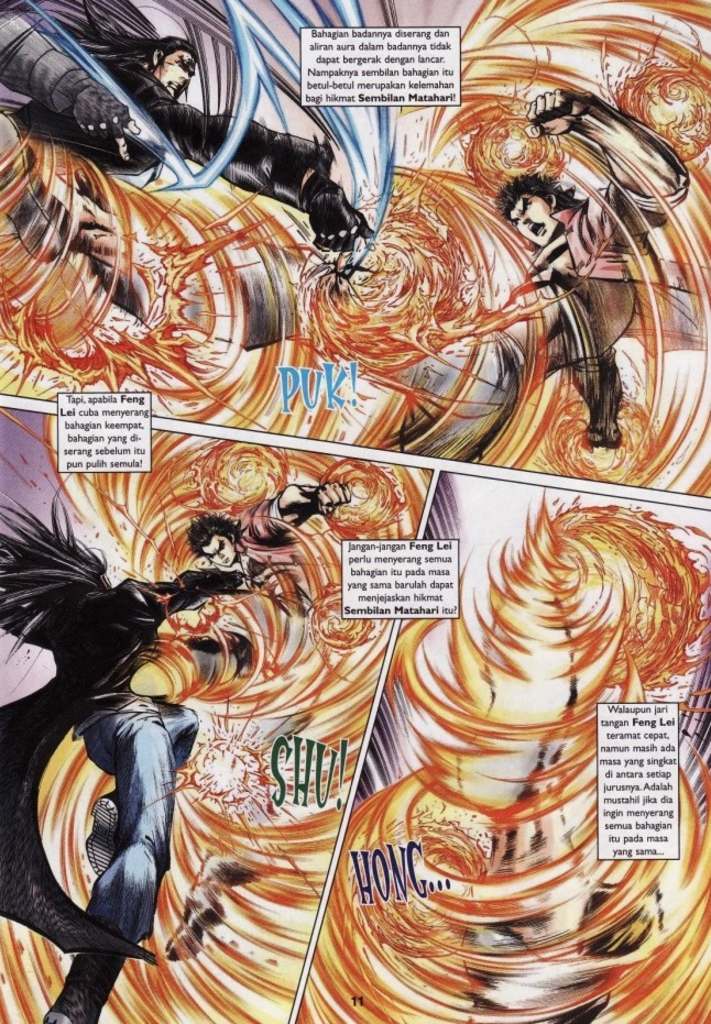 Bahagian badannya diserang dan
aliran aura dalam badannya tidak
dapat bergerak dengan lancar.
Nampaknya sembilan bahagian itu
betul-betul merupakan kelemahan
bagi hikmat Sembilan Matahari!
PUK!
Tapi, apabila Feng
Lei cuba menyerang
bahagian keempat,
bahagian yang di-
serang sebelum itu
pun pulih semula!
Jangan-jangan Feng Lei
perlu menyerang semua
bahagian itu pada masa
yang sama barulah dapat
menjejaskan hikmat
Sembilan Matahari itu?
SHU!
Walaupun jari
tangan Feng Lei
teramat cepat,
namun masih ada
masa yang singkat
di antara setiap
jurusnya. Adalah
mustahil jika dia
ingin menyerang
semua bahagian
itu pada masa
yang sama...
HONG...
11